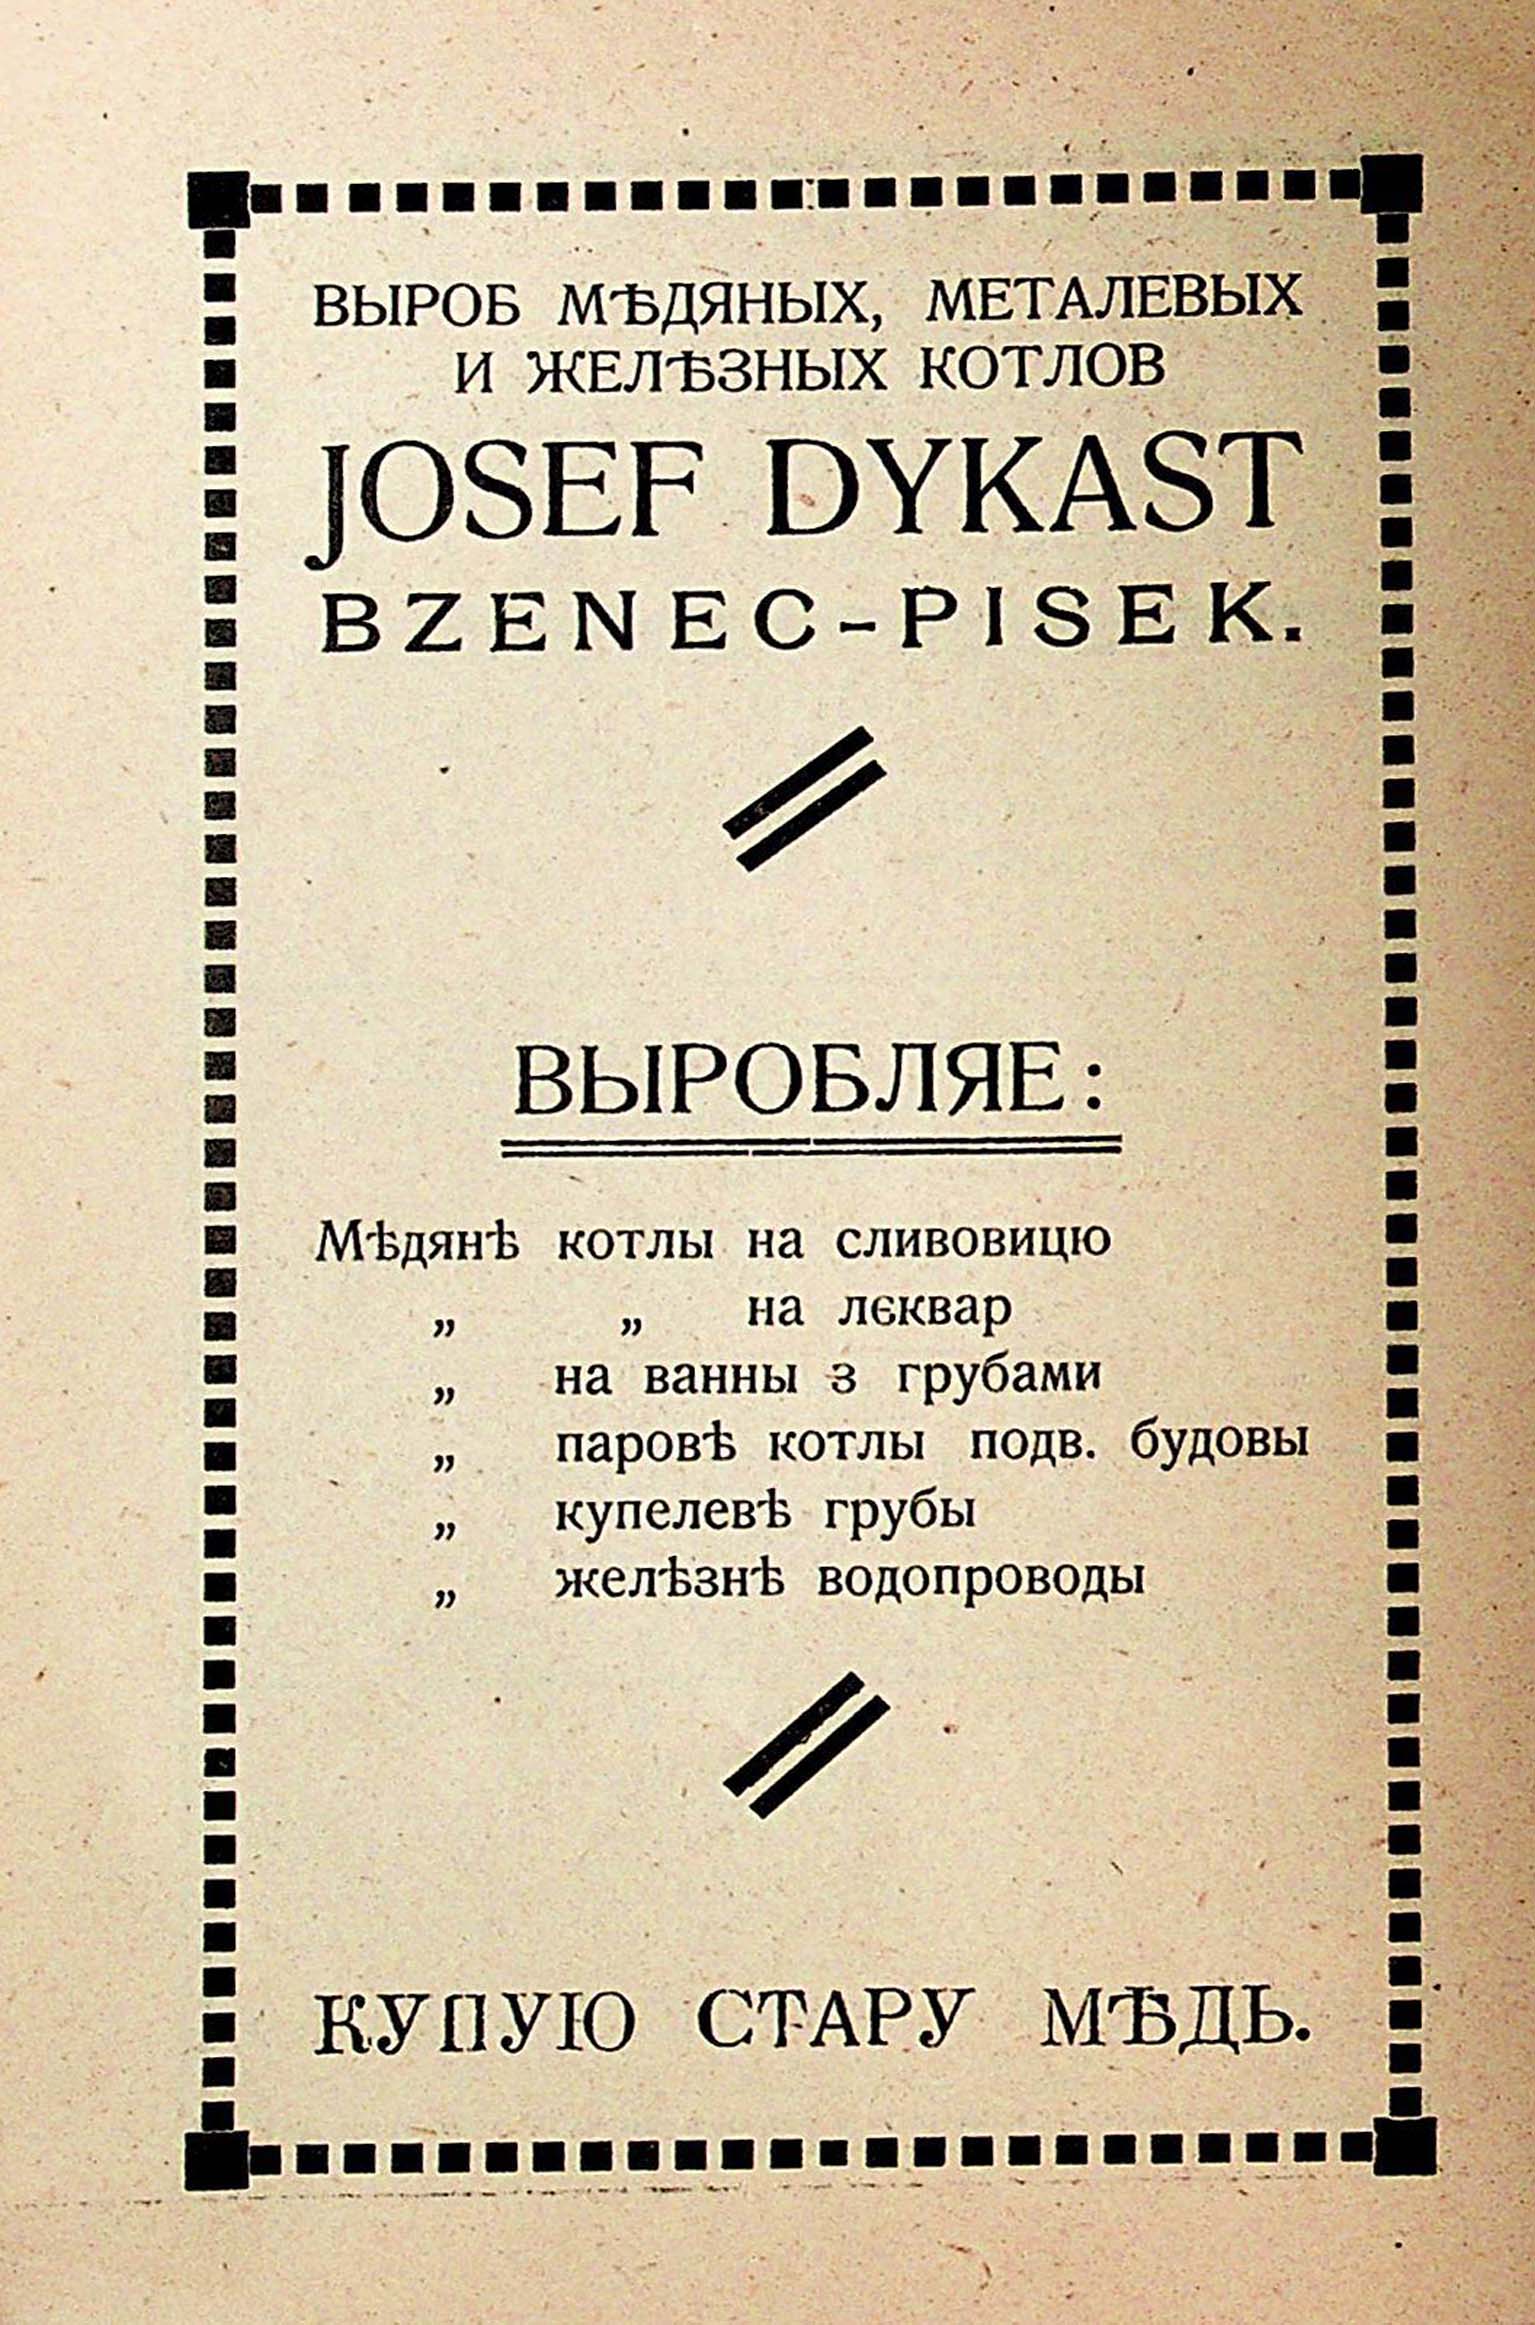 ВЫРОБ МѢДЯНЫХ, МЕТАЛЕВЫХ
И ЖЕЛѢЗНЫХ КОТЛОВ
JOSEF DYKAST
BZENEC-PISEK.
ВЫРОБЛЯЕ:
Мѣдянѣ котлы на сливовицю
„ „ на лєквар
„ на ванны з грубами
„ паровѣ котлы подв. будовы
„ купелевѣ грубы
„ желѣзнѣ водопроводы
КУПУЮ СТАРУ МѢДЬ.